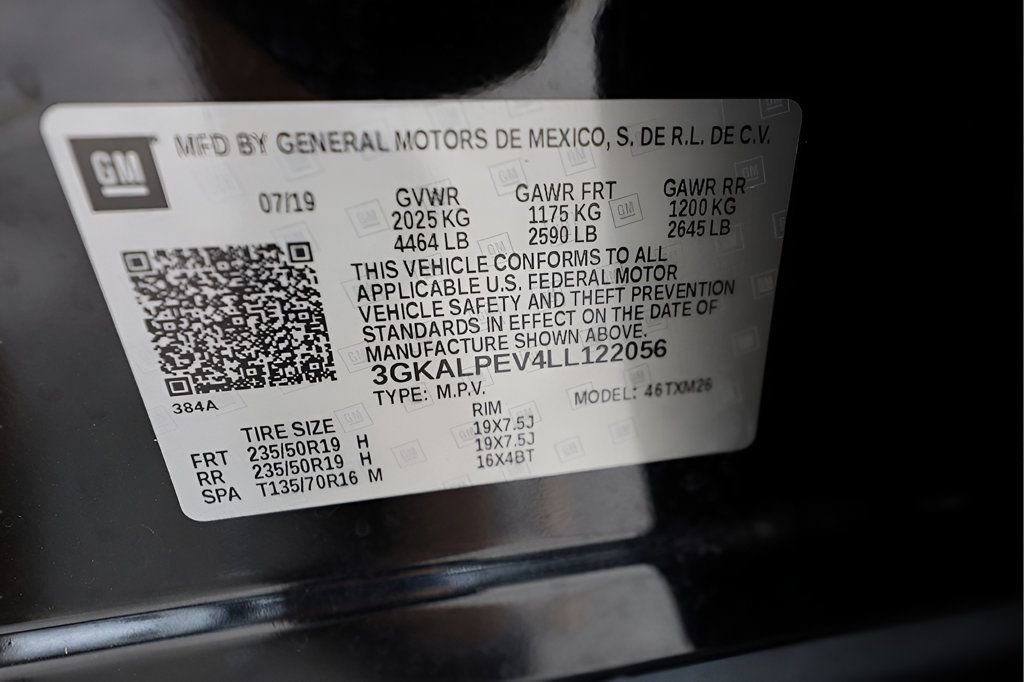 GM
MFD BY GENERAL MOTORS DE MEXICO, S. DE R.L. DE C.V.
07/19 GVWR GAWR FRT GAWR RR
2025 KG 1175 KG 1200 KG
4464 LB 2590 LB 2645 LB
THIS VEHICLE CONFORMS TO ALL
APPLICABLE U.S. FEDERAL MOTOR
VEHICLE SAFETY AND THEFT PREVENTION
STANDARDS IN EFFECT ON THE DATE OF
MANUFACTURE SHOWN ABOVE.
3GKALPEV4LL122056
TYPE: M.P.V. MODEL: 46TXM26
384A
TIRE SIZE RIM
FRT 235/50R19 H 19X7.5J
RR 235/50R19 H 19X7.5J
SPA T135/70R16 M 16X4BT